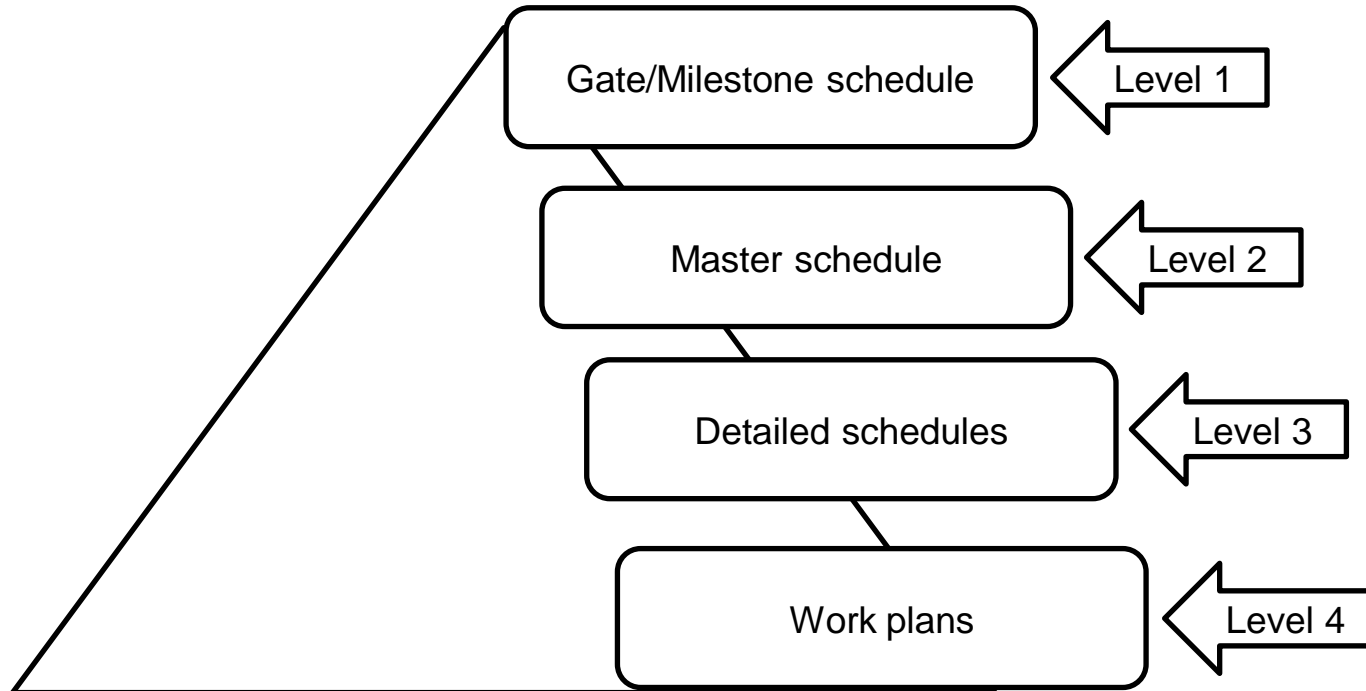 Gate/Milestone schedule
Level 1
Master schedule
Level 2
Detailed schedules
Level 3
Work plans
Level 4